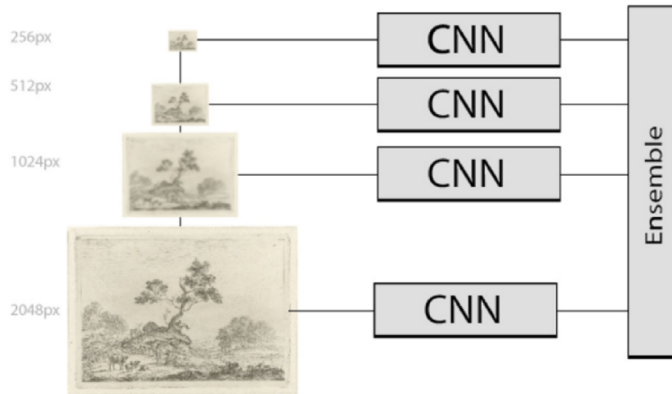 256px
CNN
512px
CNN
1024px
CNN
2048px
CNN
Ensemble